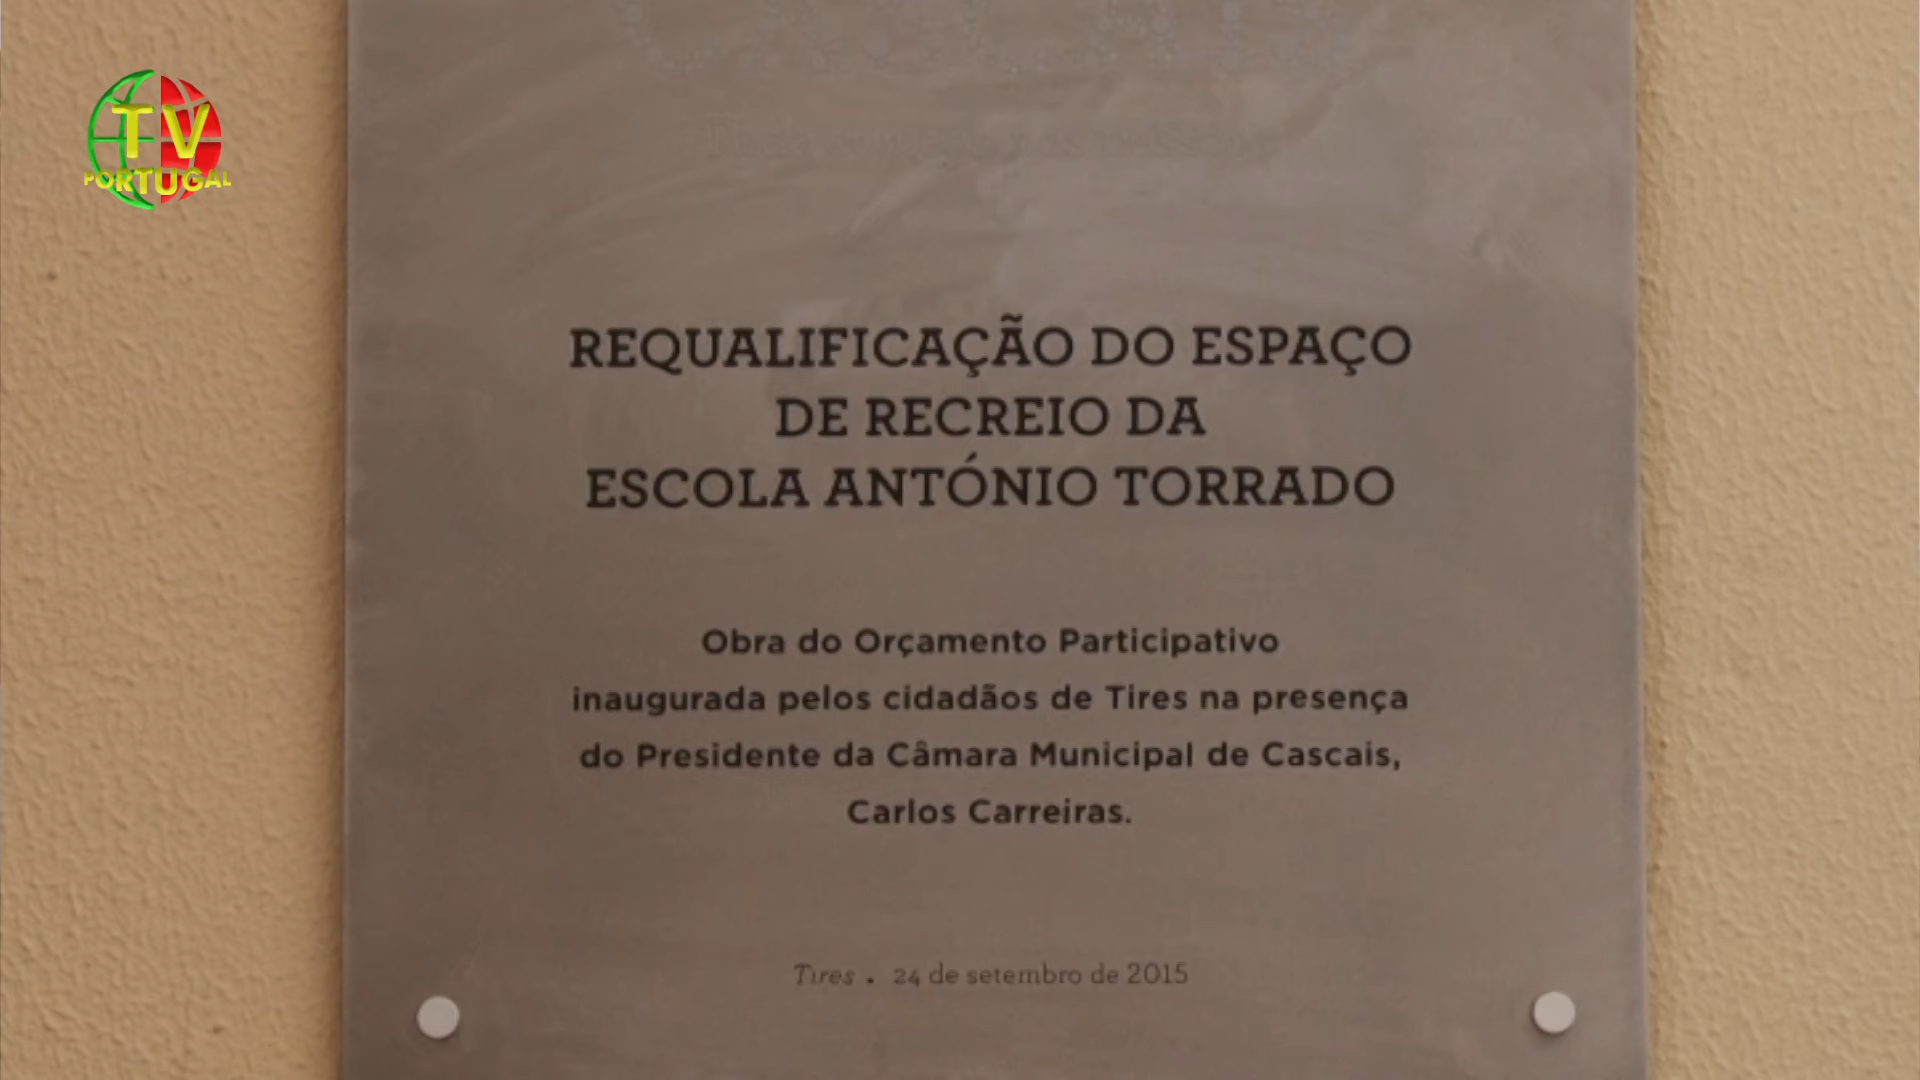 TV
PORTUGAL
REQUALIFICAÇÃO DO ESPAÇO
DE RECREIO DA
ESCOLA ANTÓNIO TORRADO
Obra do Orçamento Participativo
inaugurada pelos cidadãos de Tires na presença
do Presidente da Câmara Municipal de Cascais,
Carlos Carreiras.
Tires . 24 de setembro de 2015